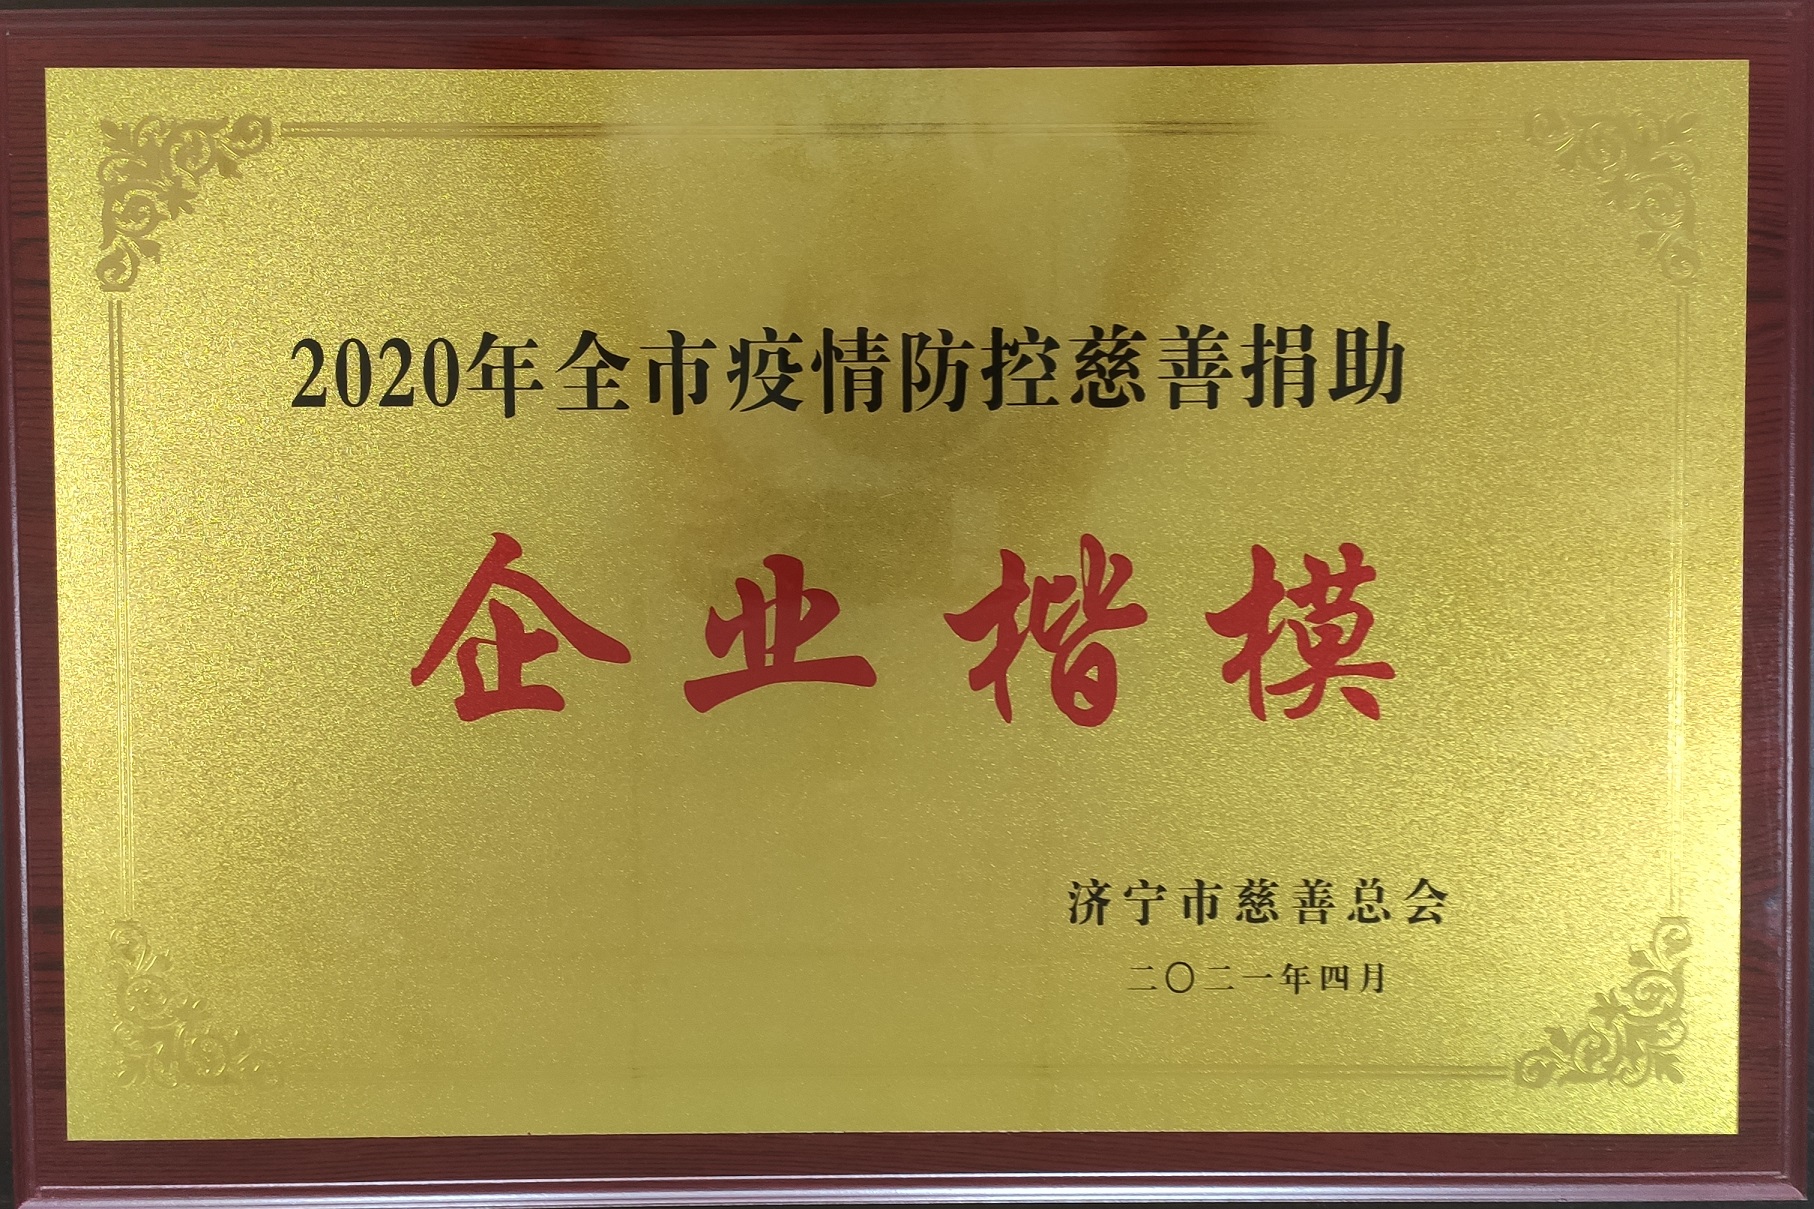 2020年全市疫情防控慈善捐助
企业楷模
济宁市慈善总会
二〇二一年四月